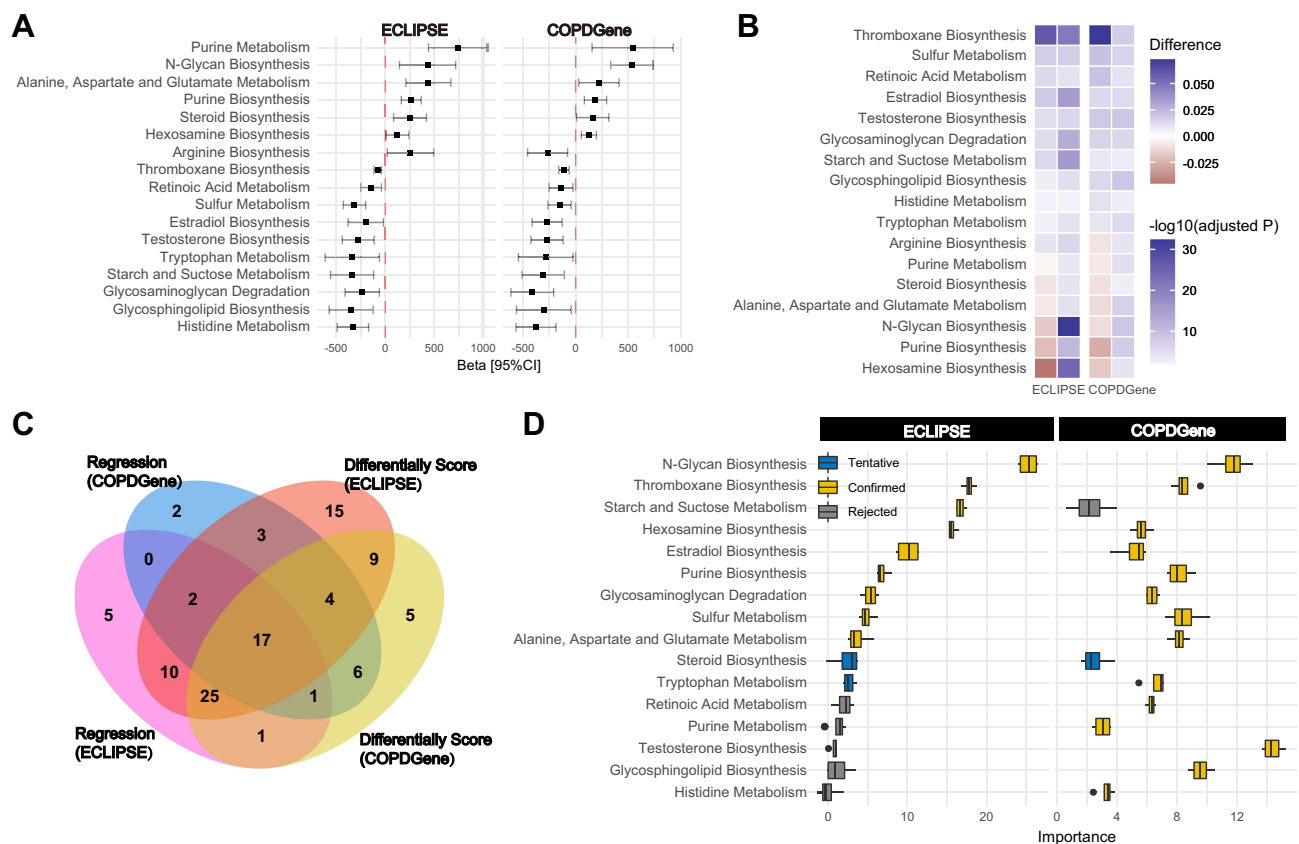 A
ECLIPSE
COPDGene
Purine Metabolism
N-Glycan Biosynthesis
Alanine, Aspartate and Glutamate Metabolism
Purine Biosynthesis
Steroid Biosynthesis
Hexosamine Biosynthesis
Arginine Biosynthesis
Thromboxane Biosynthesis
Retinoic Acid Metabolism
Sulfur Metabolism
Estradiol Biosynthesis
Testosterone Biosynthesis
Tryptophan Metabolism
Starch and Suctose Metabolism
Glycosaminoglycan Degradation
Glycosphingolipid Biosynthesis
Histidine Metabolism
-500 0 500 1000 -500 0 500 1000
Beta [95%CI]
B
Thromboxane Biosynthesis
Sulfur Metabolism
Retinoic Acid Metabolism
Estradiol Biosynthesis
Testosterone Biosynthesis
Glycosaminoglycan Degradation
Starch and Suctose Metabolism
Glycosphingolipid Biosynthesis
Histidine Metabolism
Tryptophan Metabolism
Arginine Biosynthesis
Purine Metabolism
Steroid Biosynthesis
Alanine, Aspartate and Glutamate Metabolism
N-Glycan Biosynthesis
Purine Biosynthesis
Hexosamine Biosynthesis
ECLIPSE COPDGene
Difference
0.050
0.025
0.000
-0.025
-log10(adjusted P)
30
20
10
C
Regression
(COPDGene)
Differentially Score
(ECLIPSE)
2
15
3
0
9
5
2
4
5
17
10
6
25
1
1
Regression
(ECLIPSE)
Differentially Score
(COPDGene)
D
ECLIPSE
COPDGene
Tentative
Confirmed
Rejected
N-Glycan Biosynthesis
Thromboxane Biosynthesis
Starch and Suctose Metabolism
Hexosamine Biosynthesis
Estradiol Biosynthesis
Purine Biosynthesis
Glycosaminoglycan Degradation
Sulfur Metabolism
Alanine, Aspartate and Glutamate Metabolism
Steroid Biosynthesis
Tryptophan Metabolism
Retinoic Acid Metabolism
Purine Metabolism
Testosterone Biosynthesis
Glycosphingolipid Biosynthesis
Histidine Metabolism
0 10 20 0 4 8 12
Importance